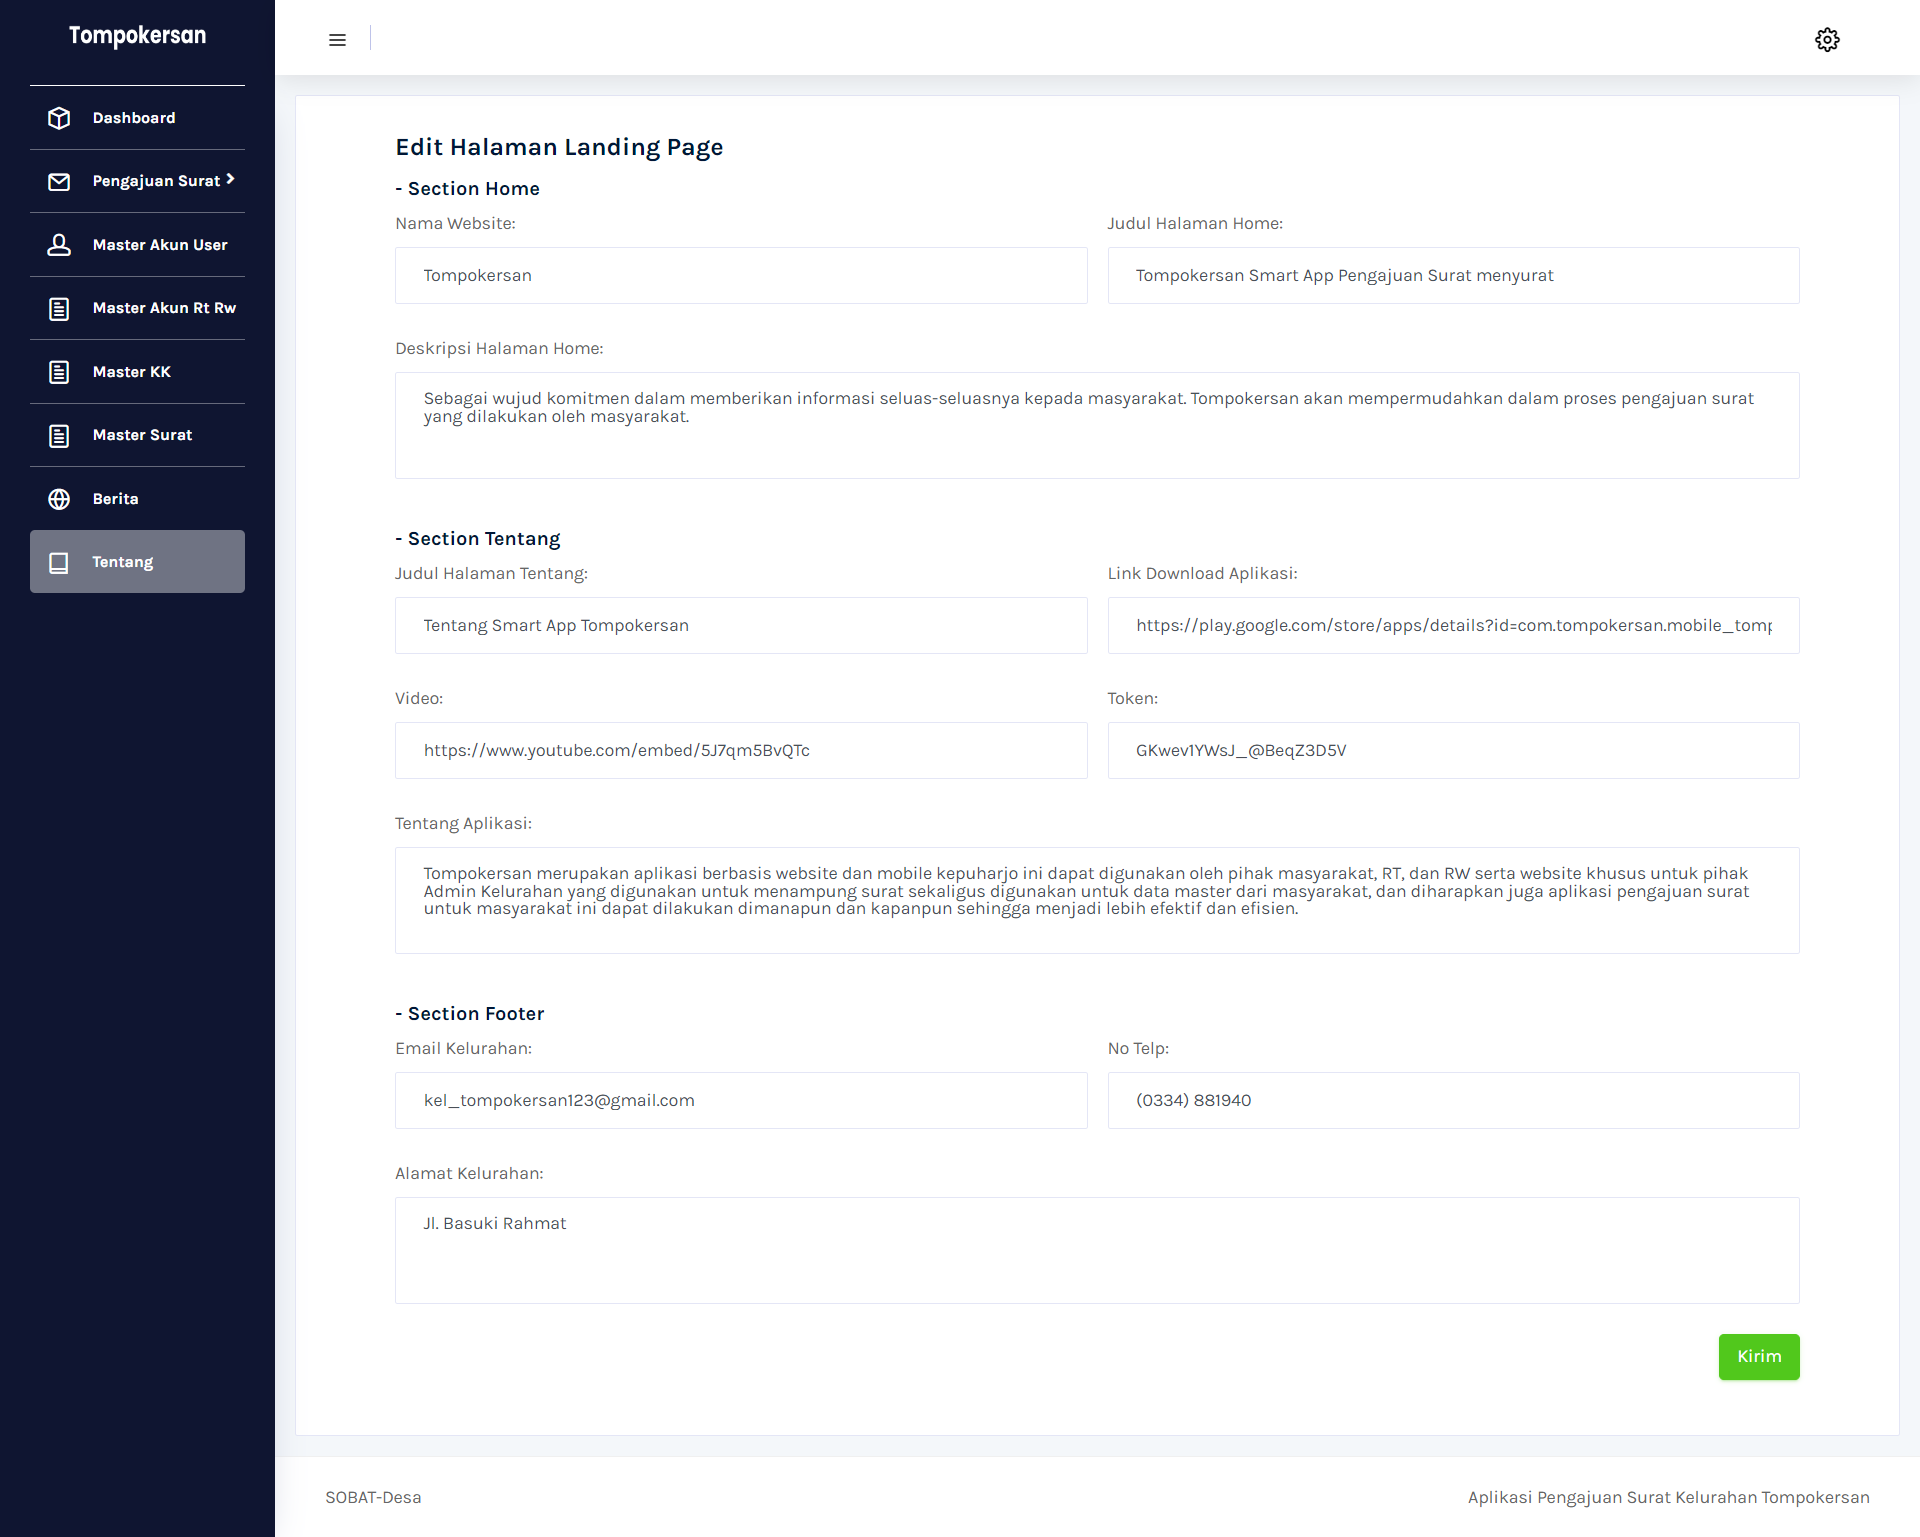 Tompokersan
Dashboard
Pengajuan Surat
Master Akun User
Master Akun Rt Rw
Master KK
Master Surat
Berita
Tentang
Edit Halaman Landing Page
- Section Home
Nama Website:
Judul Halaman Home:
Tompokersan
Tompokersan Smart App Pengajuan Surat menyurat
Deskripsi Halaman Home:
Sebagai wujud komitmen dalam memberikan informasi seluas-seluasnya kepada masyarakat. Tompokersan akan mempermudahkan dalam proses pengajuan surat
yang dilakukan oleh masyarakat.
- Section Tentang
Judul Halaman Tentang:
Link Download Aplikasi:
Tentang Smart App Tompokersan
https://play.google.com/store/apps/details?id=com.tompokersan.mobile_tomp
Video:
Token:
https://www.youtube.com/embed/5J7qm5BvQTc
GKwev1YWsJ_@BeqZ3D5V
Tentang Aplikasi:
Tompokersan merupakan aplikasi berbasis website dan mobile kepuharjo ini dapat digunakan oleh pihak masyarakat, RT, dan RW serta website khusus untuk pihak
Admin Kelurahan yang digunakan untuk menampung surat sekaligus digunakan untuk data master dari masyarakat, dan diharapkan juga aplikasi pengajuan surat
untuk masyarakat ini dapat dilakukan dimanapun dan kapanpun sehingga menjadi lebih efektif dan efisien.
- Section Footer
Email Kelurahan:
No Telp:
kel_tompokersan123@gmail.com
(0334) 881940
Alamat Kelurahan:
Jl. Basuki Rahmat
Kirim
SOBAT-Desa
Aplikasi Pengajuan Surat Kelurahan Tompokersan